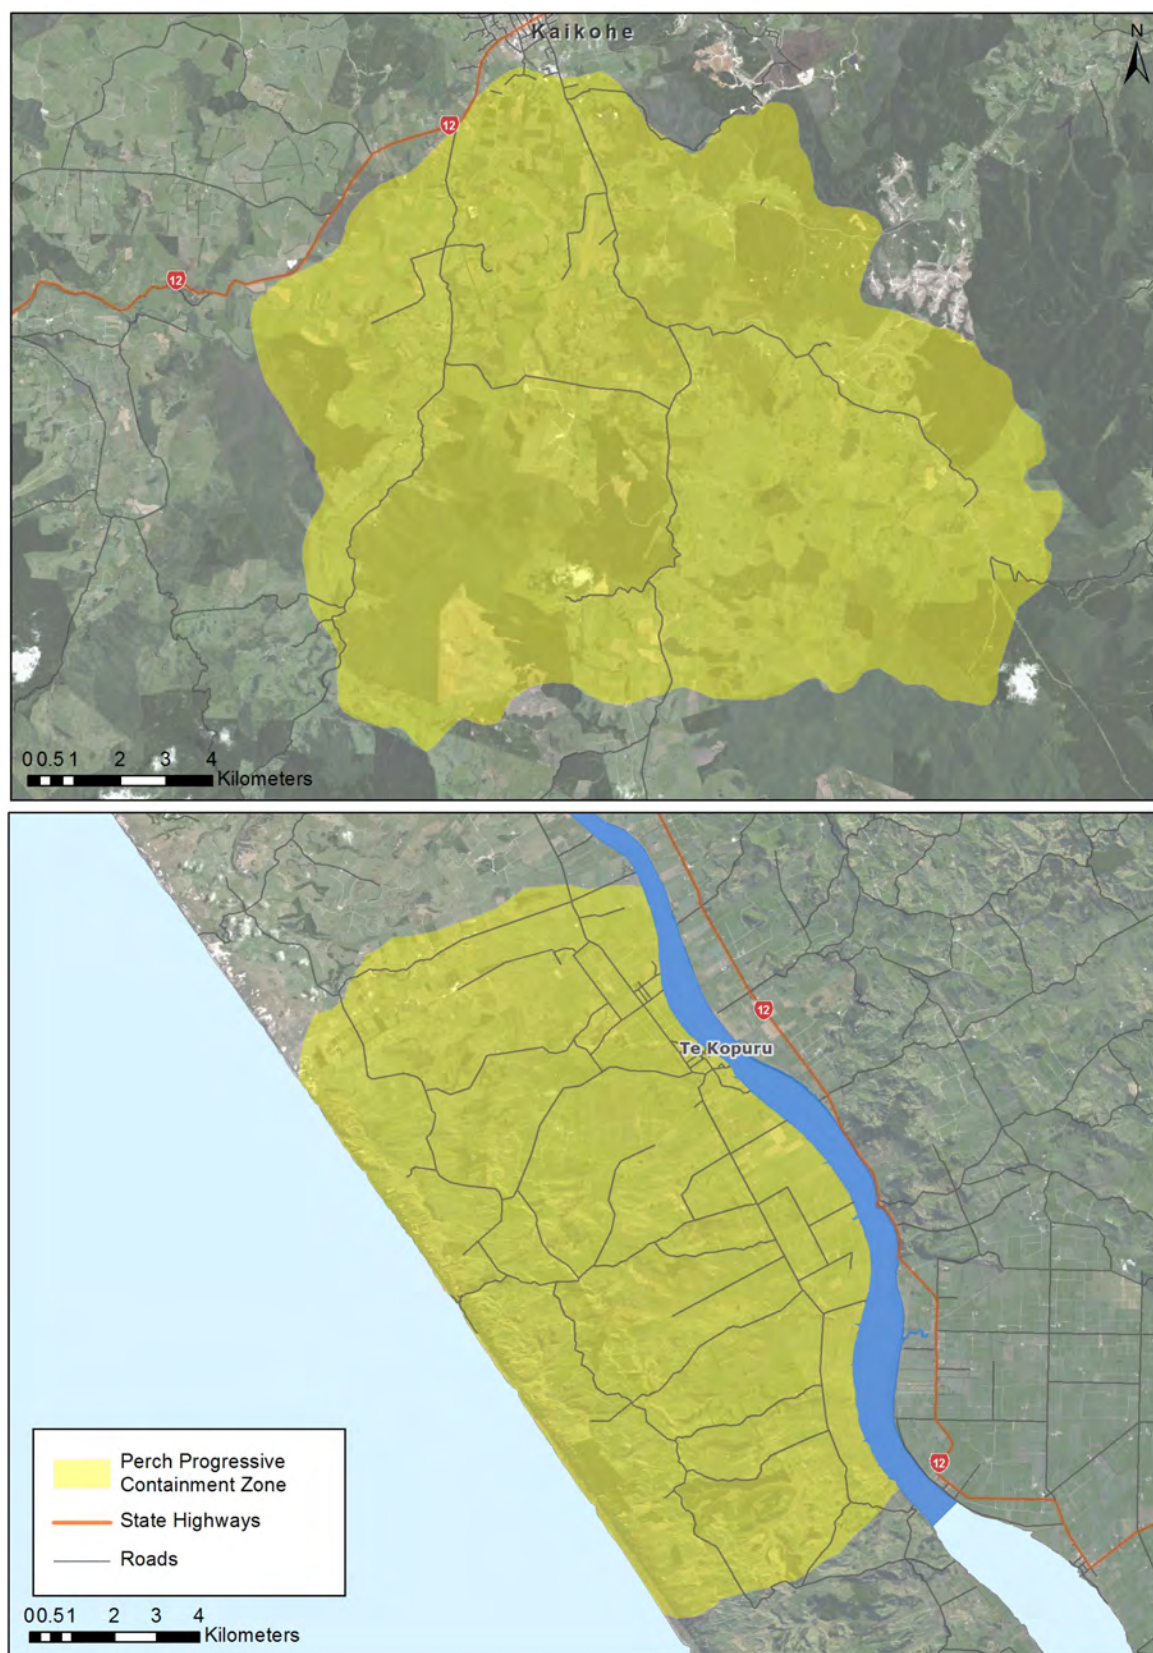 Kaikohe
N
12
12
0 0.5 1 2 3 4
Kilometers
12
Te Kopuru
12
Perch Progressive
Containment Zone
State Highways
Roads
0 0.5 1 2 3 4
Kilometers